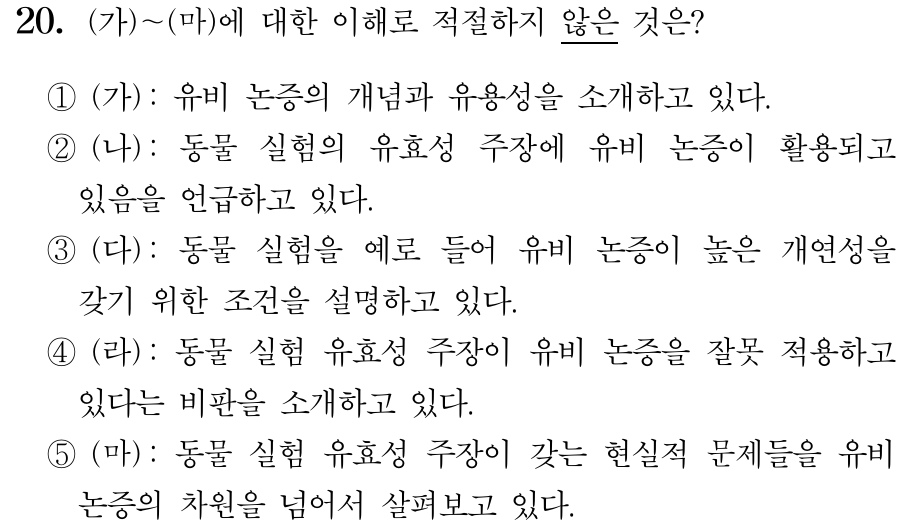 20. (가)~(마)에 대한 이해로 적절하지 않은 것은?
① (가): 유비 논증의 개념과 유용성을 소개하고 있다.
② (나): 동물 실험의 유효성 주장에 유비 논증이 활용되고
있음을 언급하고 있다.
③ (다): 동물 실험을 예로 들어 유비 논증이 높은 개연성을
갖기 위한 조건을 설명하고 있다.
④ (라): 동물 실험 유효성 주장이 유비 논증을 잘못 적용하고
있다는 비판을 소개하고 있다.
⑤ (마): 동물 실험 유효성 주장이 갖는 현실적 문제들을 유비
논증의 차원을 넘어서 살펴보고 있다.